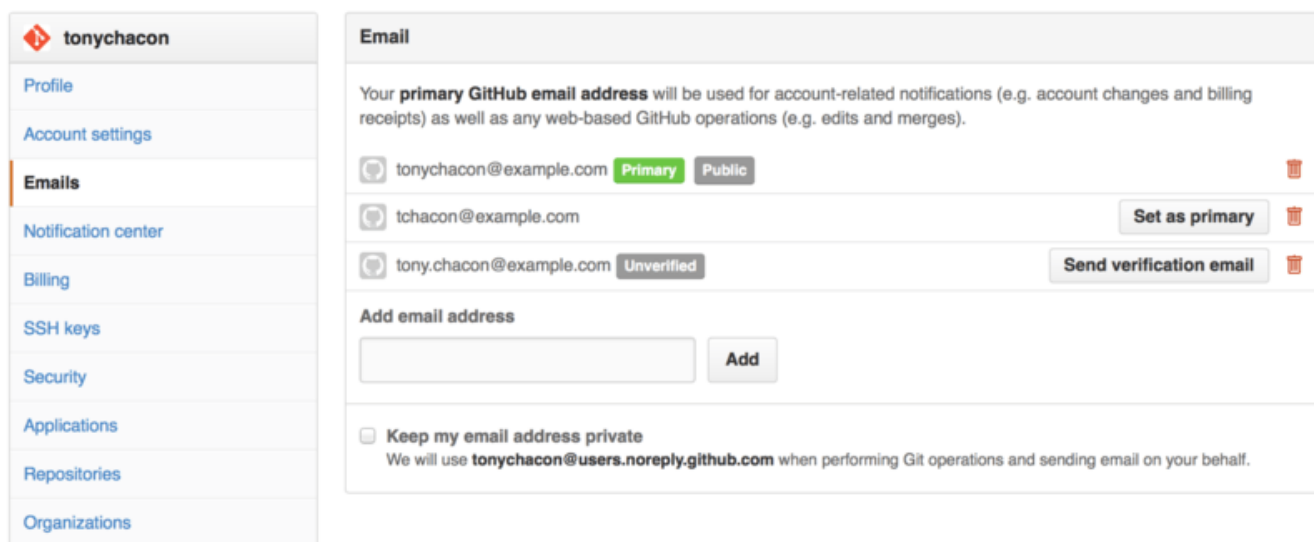 tonychacon
Profile
Account settings
Emails
Notification center
Billing
SSH keys
Security
Applications
Repositories
Organizations
Email
Your primary GitHub email address will be used for account-related notifications (e.g. account changes and billing
receipts) as well as any web-based GitHub operations (e.g. edits and merges).
tonychacon@example.com Primary Public
tchacon@example.com Set as primary
tony.chacon@example.com Unverified Send verification email
Add email address
Add
Keep my email address private
We will use tonychacon@users.noreply.github.com when performing Git operations and sending email on your behalf.